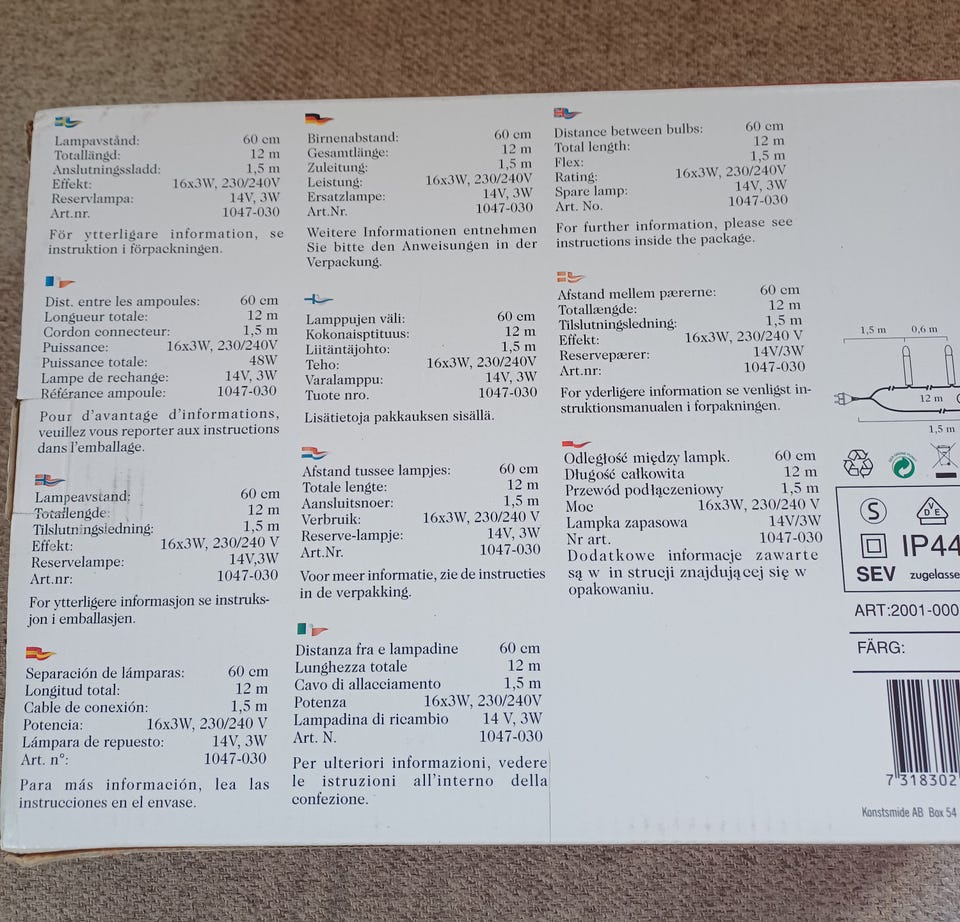 Lampavstånd: 60 cm
Totallängd: 12 m
Anslutningssladd: 1,5 m
Effekt: 16x3W, 230/240V
Reservlampa: 14V, 3W
Art.nr. 1047-030
För ytterligare information, se
instruktion i förpackningen.
Birnenabstand: 60 cm
Gesamtlänge: 12 m
Zuleitung: 1,5 m
Leistung: 16x3W, 230/240V
Ersatzlampe: 14V, 3W
Art.Nr. 1047-030
Weitere Informationen entnehmen
Sie bitte den Anweisungen in der
Verpackung.
Distance between bulbs: 60 cm
Total length: 12 m
Flex: 1,5 m
Rating: 16x3W, 230/240V
Spare lamp: 14V, 3W
Art. No. 1047-030
For further information, please see
instructions inside the package.
Dist. entre les ampoules: 60 cm
Longueur totale: 12 m
Cordon connecteur: 1,5 m
Puissance: 16x3W, 230/240V
Puissance totale: 48W
Lampe de rechange: 14V, 3W
Référance ampoule: 1047-030
Pour d'avantage d'informations,
veuillez vous reporter aux instructions
dans l'emballage.
Lamppujen väli: 60 cm
Kokonaisptituus: 12 m
Liitäntäjohto: 1,5 m
Teho: 16x3W, 230/240V
Varalamppu: 14V, 3W
Tuote nro. 1047-030
Lisätietoja pakkauksen sisällä.
Afstand mellem pærerne: 60 cm
Totallængde: 12 m
Tilslutningsledning: 1,5 m
Effekt: 16x3W, 230/240 V
Reservepærer: 14V/3W
Art.nr: 1047-030
For yderligere information se venligst in-
struktionsmanualen i forpakningen.
Lampeavstand: 60 cm
Totallengde: 12 m
Tilslutningsledning: 1,5 m
Effekt: 16x3W, 230/240 V
Reservelampe: 14V,3W
Art.nr: 1047-030
For ytterligere informasjon se instruks-
jon i emballasjen.
Afstand tussee lampjes: 60 cm
Totale lengte: 12 m
Aansluitsnoer: 1,5 m
Verbruik: 16x3W, 230/240 V
Reserve-lampje: 14V, 3W
Art.Nr. 1047-030
Voor meer informatie, zie de instructies
in de verpakking.
Odległość między lampk. 60 cm
Długość całkowita 12 m
Przewód podłączeniowy 1,5 m
Moc 16x3W, 230/240 V
Lampka zapasowa 14V/3W
Nr art. 1047-030
Dodatkowe informacje zawarte
są w in strucji znajdującej się w
opakowaniu.
Separación de lámparas: 60 cm
Longitud total: 12 m
Cable de conexión: 1,5 m
Potencia: 16x3W, 230/240 V
Lámpara de repuesto: 14V, 3W
Art. n°: 1047-030
Para más información, lea las
instrucciones en el envase.
Distanza fra e lampadine 60 cm
Lunghezza totale 12 m
Cavo di allacciamento 1,5 m
Potenza 16x3W, 230/240V
Lampadina di ricambio 14 V, 3W
Art. N. 1047-030
Per ulteriori informazioni, vedere
le istruzioni all'interno della
confezione.
1,5 m 0,6 m
12 m
1,5 m
S VDE
IP44
SEV zugelasse
ART:2001-000
FÄRG:
7 318302
Konstsmide AB Box 54